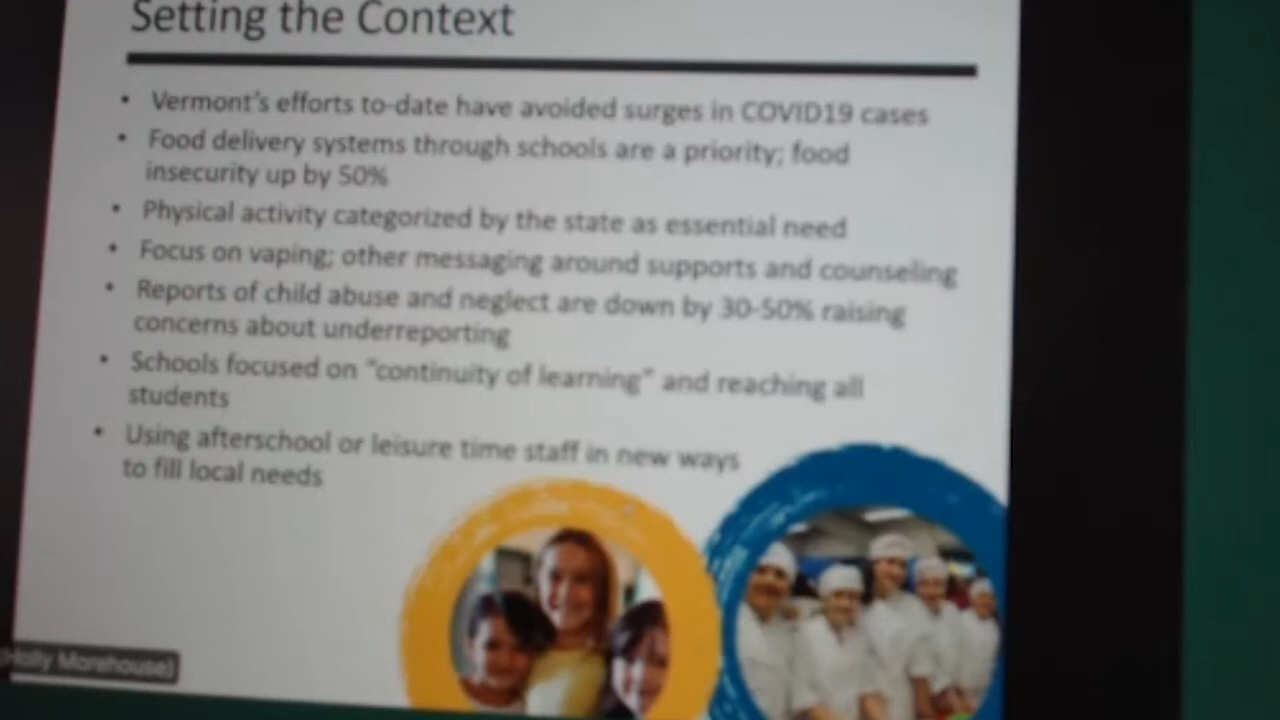 Setting the Context
• Vermont's efforts to-date have avoided surges in COVID19 cases
• Food delivery systems through schools are a priority; food
insecurity up by 50%
• Physical activity categorized by the state as essential need
• Focus on vaping; other messaging around supports and counseling
• Reports of child abuse and neglect are down by 30-50% raising
concerns about underreporting
• Schools focused on "continuity of learning" and reaching all
students
• Using afterschool or leisure time staff in new ways
to fill local needs
(Holly Morehouse)